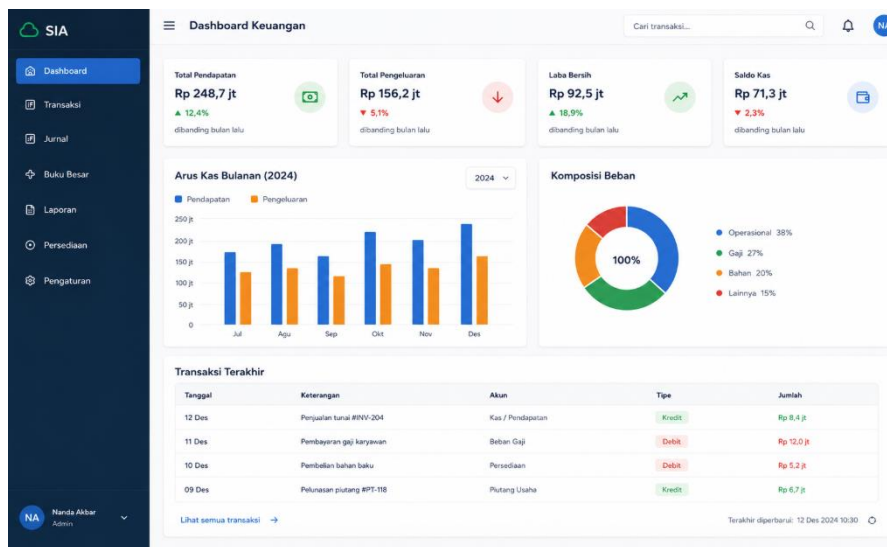 SIA
Dashboard Keuangan
Cari transaksi...
NA
Dashboard
Transaksi
Jurnal
Buku Besar
Laporan
Persediaan
Pengaturan
Total Pendapatan
Rp 248,7 jt
▲ 12,4%
dibanding bulan lalu
Total Pengeluaran
Rp 156,2 jt
▼ 5,1%
dibanding bulan lalu
Laba Bersih
Rp 92,5 jt
▲ 18,9%
dibanding bulan lalu
Saldo Kas
Rp 71,3 jt
▼ 2,3%
dibanding bulan lalu
Arus Kas Bulanan (2024)
2024
Pendapatan Pengeluaran
250 jt
200 jt
150 jt
100 jt
50 jt
0
Jul Agu Sep Okt Nov Des
Komposisi Beban
100%
Operasional 38%
Gaji 27%
Bahan 20%
Lainnya 15%
Transaksi Terakhir
Tanggal Keterangan Akun Tipe Jumlah
12 Des Penjualan tunai #INV-204 Kas / Pendapatan Kredit Rp 8,4 jt
11 Des Pembayaran gaji karyawan Beban Gaji Debit Rp 12,0 jt
10 Des Pembelian bahan baku Persediaan Debit Rp 5,2 jt
09 Des Pelunasan piutang #PT-118 Piutang Usaha Kredit Rp 6,7 jt
Lihat semua transaksi →
Terakhir diperbarui: 12 Des 2024 10:30
NA
Nanda Akbar
Admin